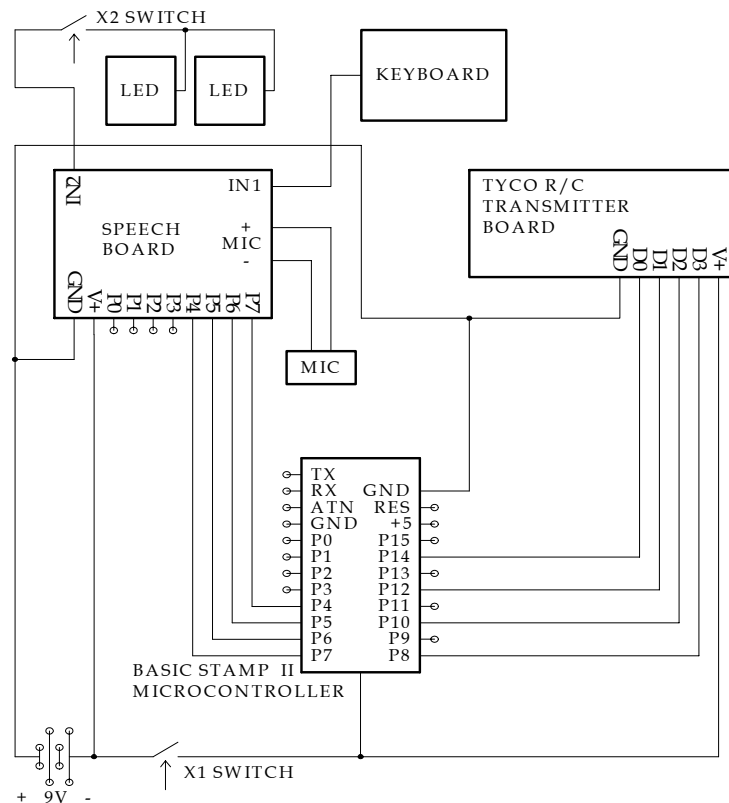 X2 SWITCH
LED
LED
KEYBOARD
IN2
IN1
SPEECH
BOARD
+
MIC
-
GND
V+
P0
P1
P2
P3
P4
P5
P6
P7
TYCO R/C
TRANSMITTER
BOARD
GND
D0
D1
D2
D3
V+
MIC
TX
RX
ATN
GND
P0
P1
P2
P3
P4
P5
P6
P7
GND
RES
+5
P15
P14
P13
P12
P11
P10
P9
P8
BASIC STAMP II
MICROCONTROLLER
X1 SWITCH
+ 9V -